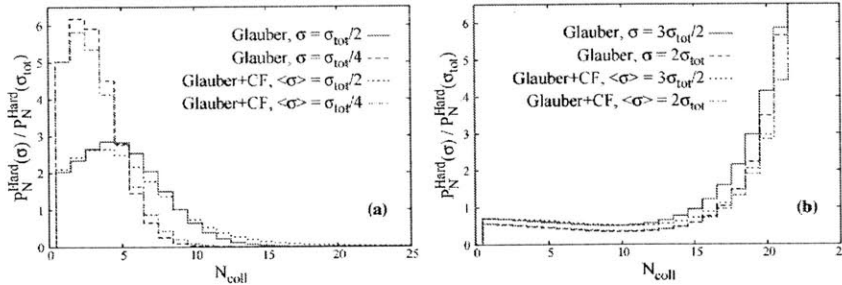 Glauber, σ = σ_tot/2
Glauber, σ = σ_tot/4
Glauber+CF, <σ> = σ_tot/2
Glauber+CF, <σ> = σ_tot/4
P_N^Hard(σ) / P_N^Hard(σ_tot)
6
5
4
3
2
1
0
(a)
0 5 10 15 20 25
N_coll
Glauber, σ = 3σ_tot/2
Glauber, σ = 2σ_tot
Glauber+CF, <σ> = 3σ_tot/2
Glauber+CF, <σ> = 2σ_tot
P_N^Hard(σ) / P_N^Hard(σ_tot)
6
5
4
3
2
1
0
(b)
0 5 10 15 20 2
N_coll